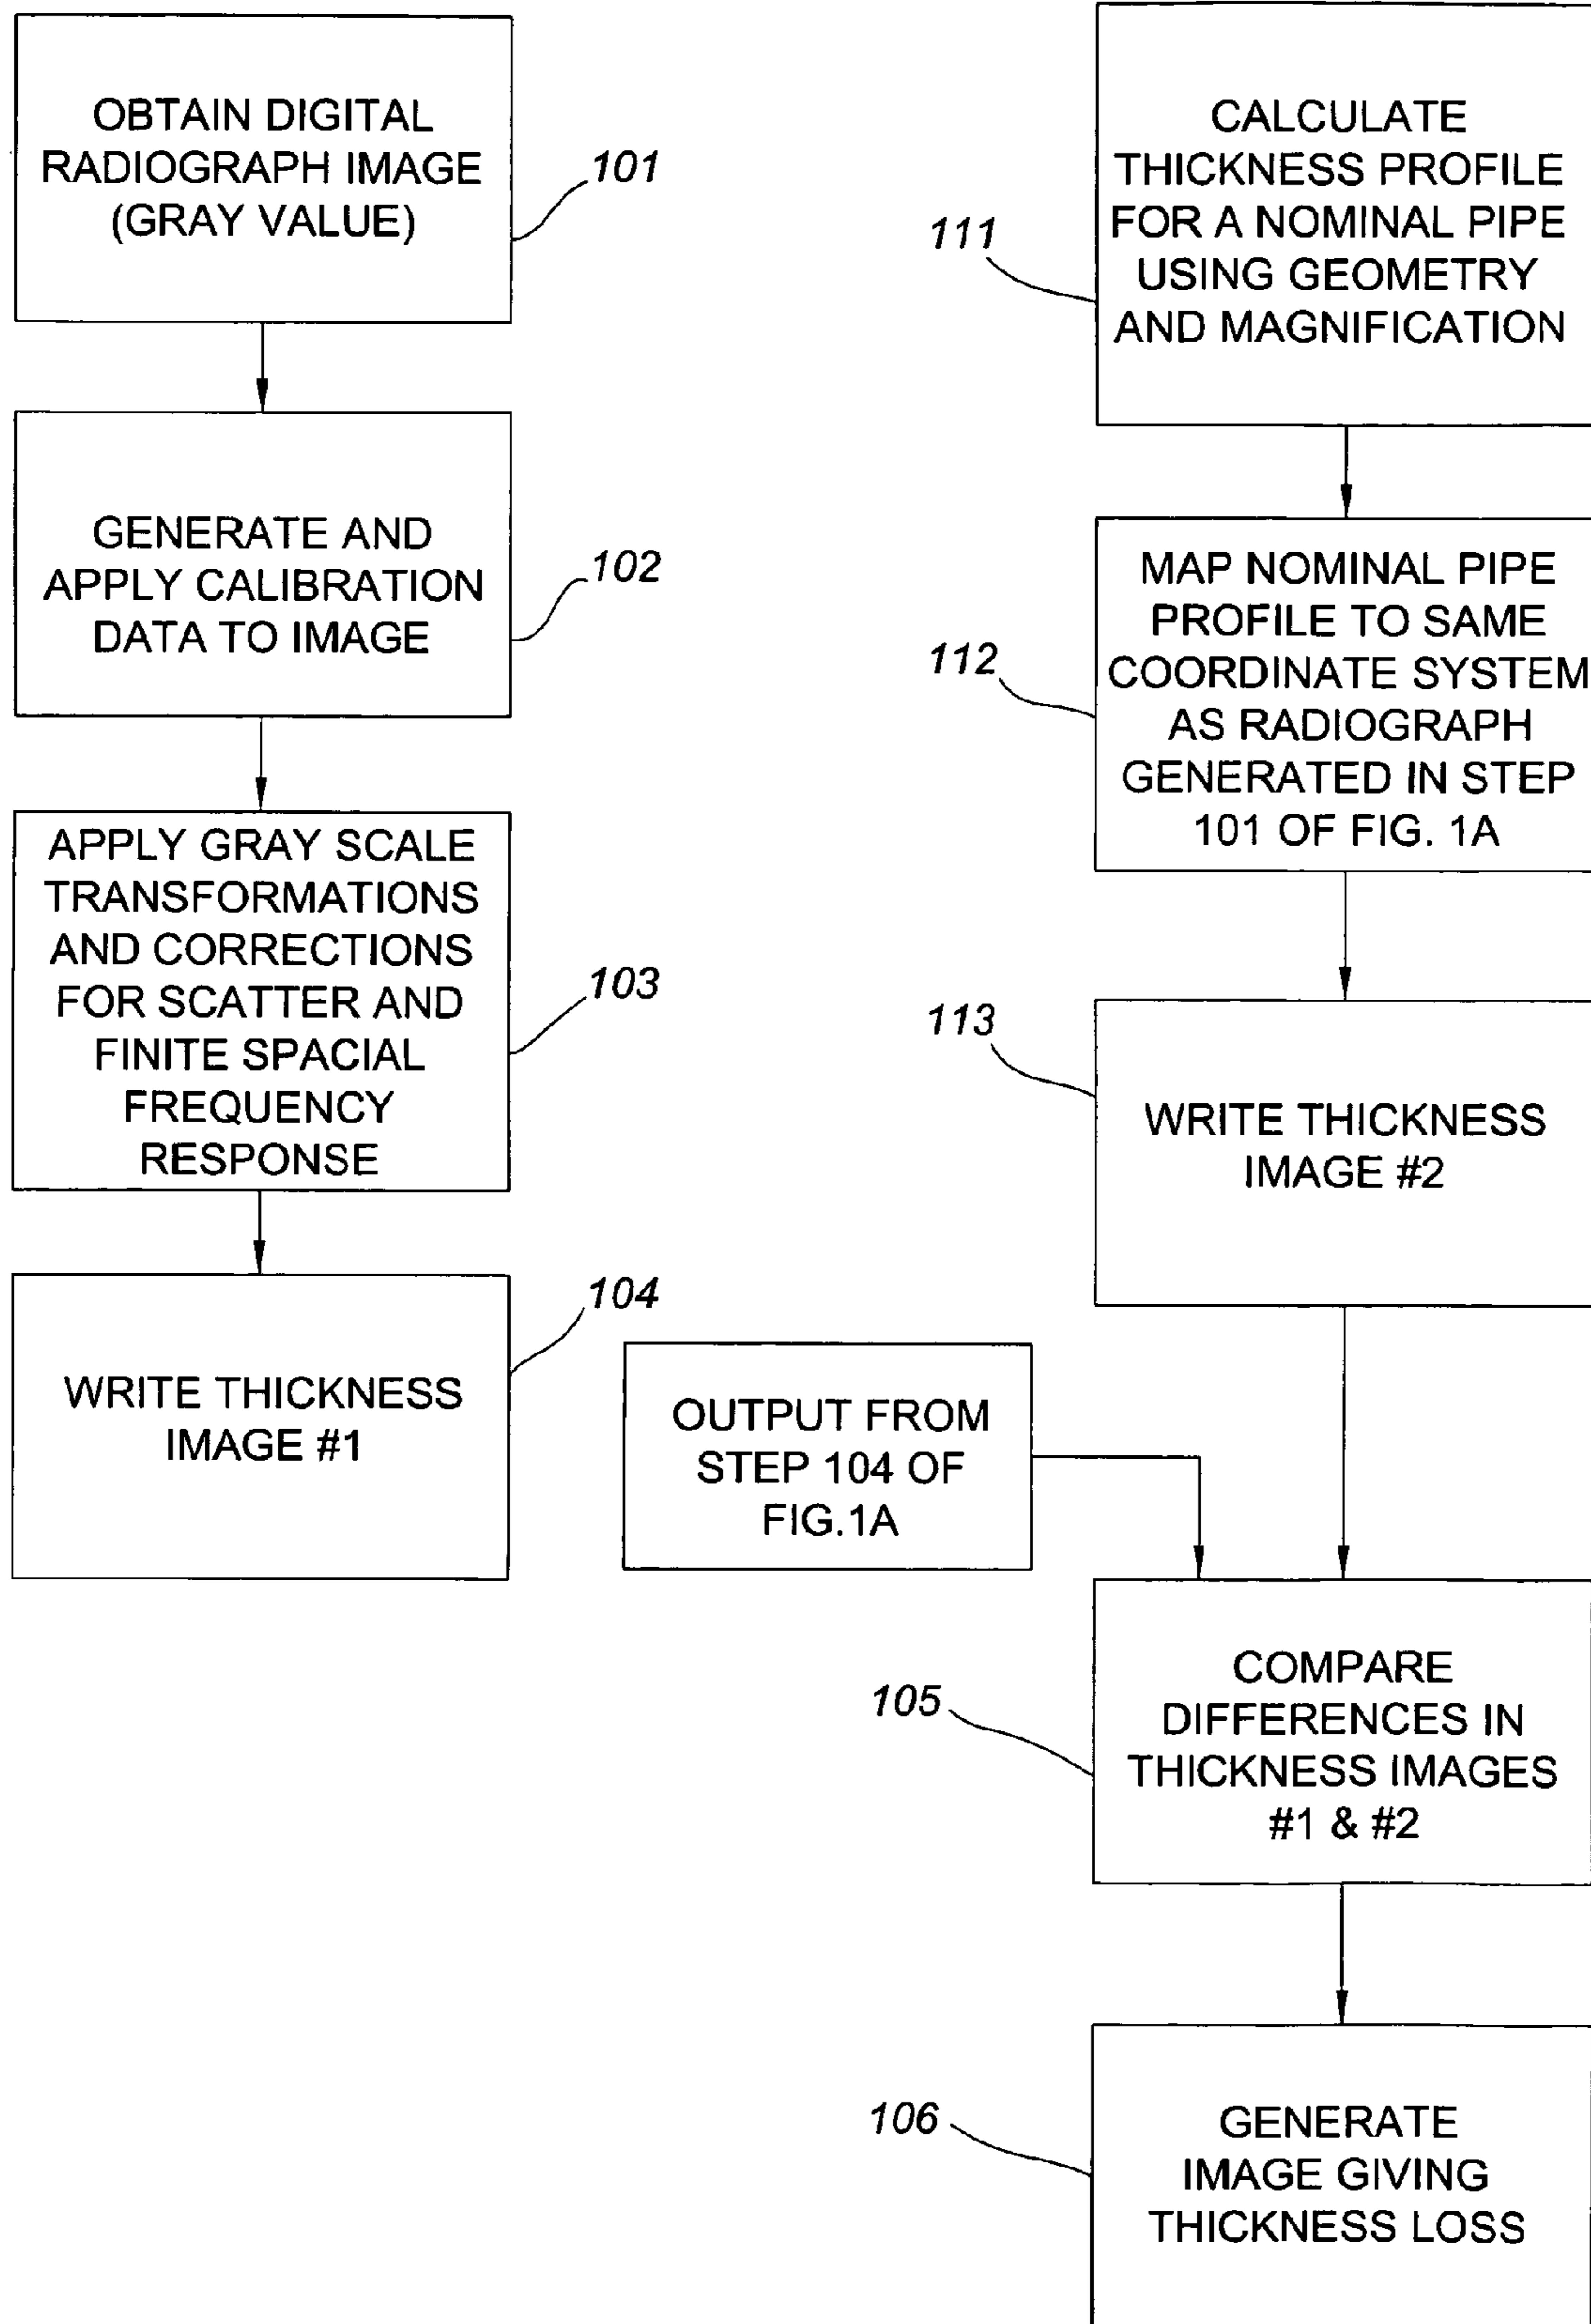 OBTAIN DIGITAL
RADIOGRAPH IMAGE
(GRAY VALUE)
101
GENERATE AND
APPLY CALIBRATION
DATA TO IMAGE
102
APPLY GRAY SCALE
TRANSFORMATIONS
AND CORRECTIONS
FOR SCATTER AND
FINITE SPACIAL
FREQUENCY
RESPONSE
103
WRITE THICKNESS
IMAGE #1
104
CALCULATE
THICKNESS PROFILE
FOR A NOMINAL PIPE
USING GEOMETRY
AND MAGNIFICATION
111
MAP NOMINAL PIPE
PROFILE TO SAME
COORDINATE SYSTEM
AS RADIOGRAPH
GENERATED IN STEP
101 OF FIG. 1A
112
WRITE THICKNESS
IMAGE #2
113
OUTPUT FROM
STEP 104 OF
FIG.1A
COMPARE
DIFFERENCES IN
THICKNESS IMAGES
#1 & #2
105
GENERATE
IMAGE GIVING
THICKNESS LOSS
106